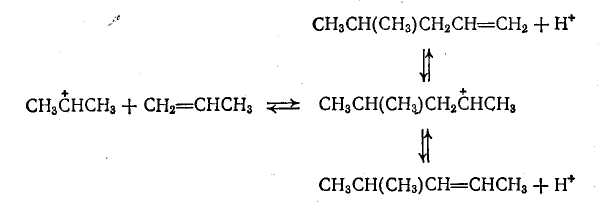 CH₃CH(CH₃)CH₂CH=CH₂ + H⁺
CH₃C⁺HCH₃ + CH₂=CHCH₃ ⇌ CH₃CH(CH₃)CH₂C⁺HCH₃
CH₃CH(CH₃)CH=CHCH₃ + H⁺